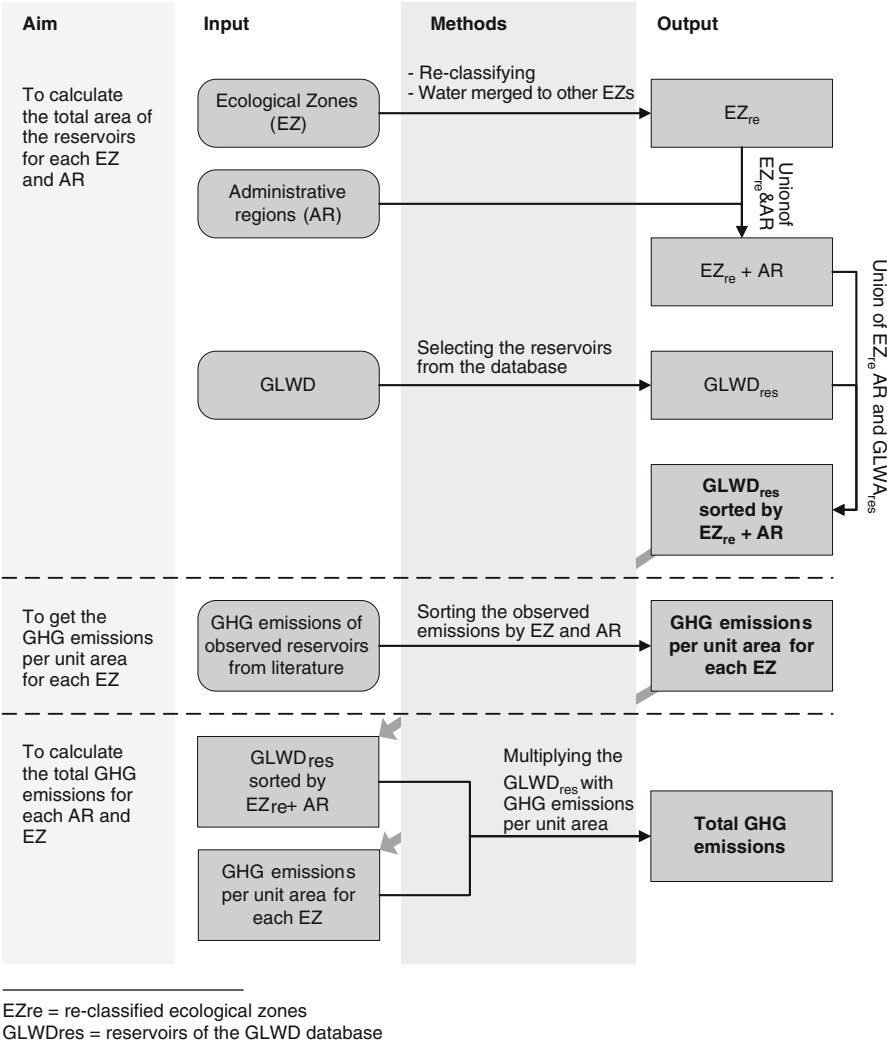 Aim
Input
Methods
Output
To calculate
the total area of
the reservoirs
for each EZ
and AR
Ecological Zones
(EZ)
- Re-classifying
- Water merged to other EZs
EZre
Administrative
regions (AR)
Unionof
EZre&AR
EZre + AR
GLWD
Selecting the reservoirs
from the database
GLWDres
Union of EZre AR and GLWAres
GLWDres
sorted by
EZre + AR
To get the
GHG emissions
per unit area
for each EZ
GHG emissions of
observed reservoirs
from literature
Sorting the observed
emissions by EZ and AR
GHG emissions
per unit area for
each EZ
To calculate
the total GHG
emissions for
each AR and
EZ
GLWDres
sorted by
EZre+ AR
GHG emissions
per unit area for
each EZ
Multiplying the
GLWDres with
GHG emissions
per unit area
Total GHG
emissions
EZre = re-classified ecological zones
GLWDres = reservoirs of the GLWD database